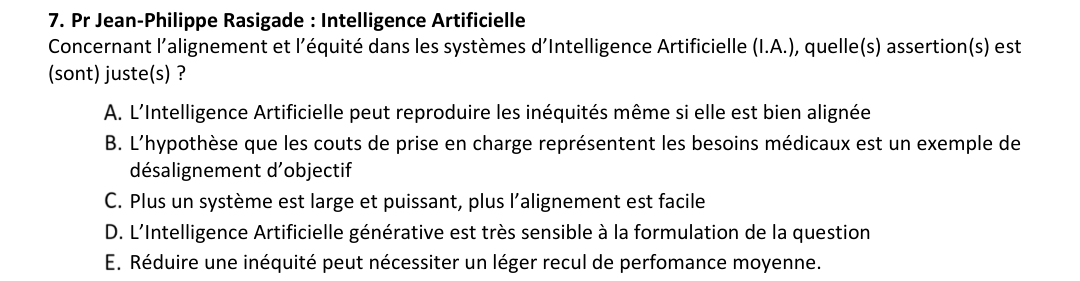 7. Pr Jean-Philippe Rasigade : Intelligence Artificielle
Concernant l’alignement et l’équité dans les systèmes d’Intelligence Artificielle (I.A.), quelle(s) assertion(s) est
(sont) juste(s) ?
A. L’Intelligence Artificielle peut reproduire les inéquités même si elle est bien alignée
B. L’hypothèse que les couts de prise en charge représentent les besoins médicaux est un exemple de
désalignement d’objectif
C. Plus un système est large et puissant, plus l’alignement est facile
D. L’Intelligence Artificielle générative est très sensible à la formulation de la question
E. Réduire une inéquité peut nécessiter un léger recul de perfomance moyenne.